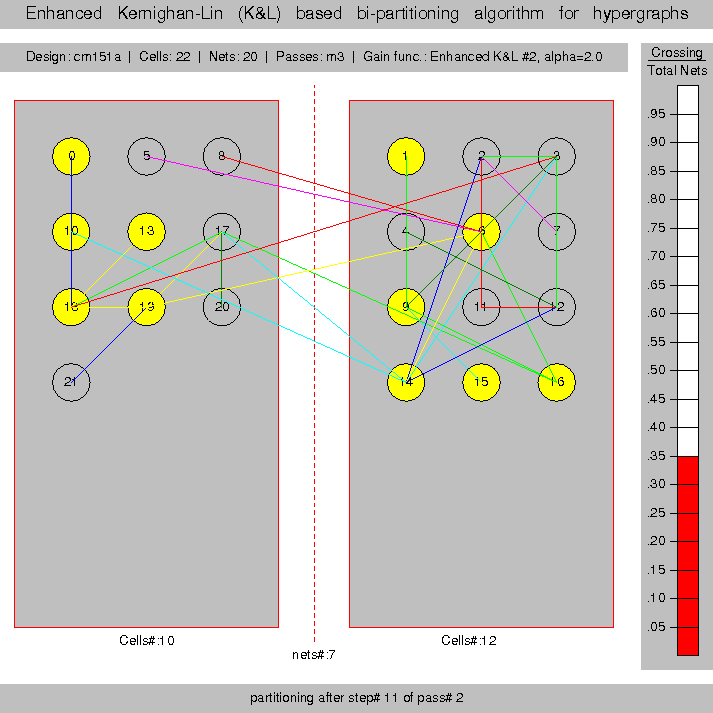 Enhanced Kernighan-Lin (K&L) based bi-partitioning algorithm for hypergraphs
Design: cm151a | Cells: 22 | Nets: 20 | Passes: m3 | Gain func.: Enhanced K&L #2, alpha=2.0
Crossing
Total Nets
.95
.90
.85
.80
.75
.70
.65
.60
.55
.50
.45
.40
.35
.30
.25
.20
.15
.10
.05
0 5 8 1 2 3
10 13 17 4 6 7
18 19 20 9 11 12
21 14 15 16
Cells#:10 Cells#:12
nets#:7
partitioning after step# 11 of pass# 2